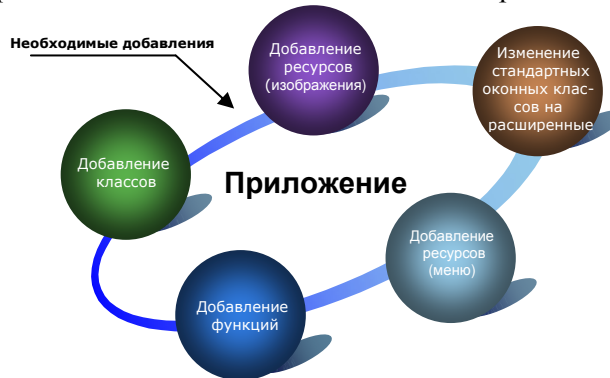 Необходимые добавления
Добавление
ресурсов
(изображения)
Изменение
стандартных
оконных клас-
сов на
расширенные
Добавление
классов
Приложение
Добавление
ресурсов
(меню)
Добавление
функций